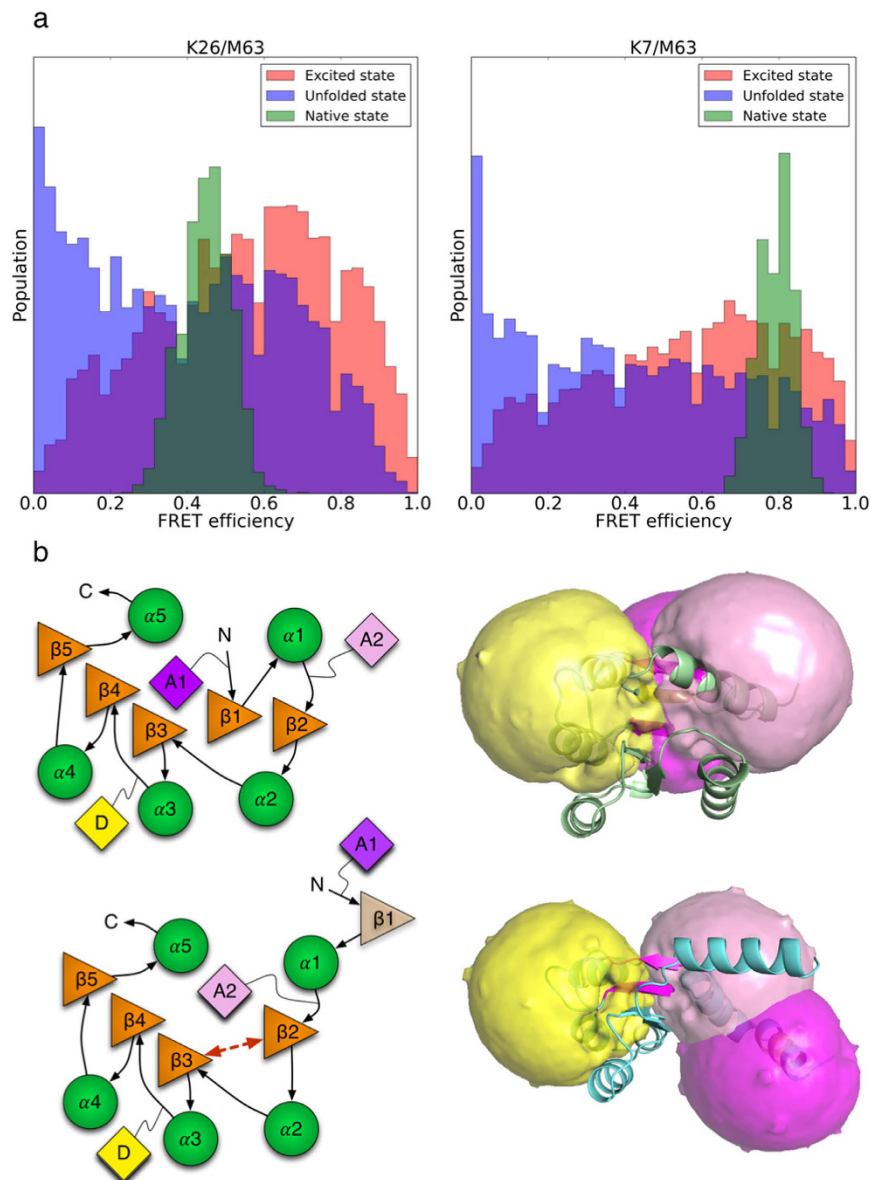 a
K26/M63
Excited state
Unfolded state
Native state
Population
0.0 0.2 0.4 0.6 0.8 1.0
FRET efficiency
K7/M63
Excited state
Unfolded state
Native state
Population
0.0 0.2 0.4 0.6 0.8 1.0
FRET efficiency
b
C
α5
N
α1
A2
β5
A1
β4
β3
β1
β2
α4
D
α3
α2
A1
N
β1
C
α5
α1
A2
β5
β4
β3
β2
α4
D
α3
α2